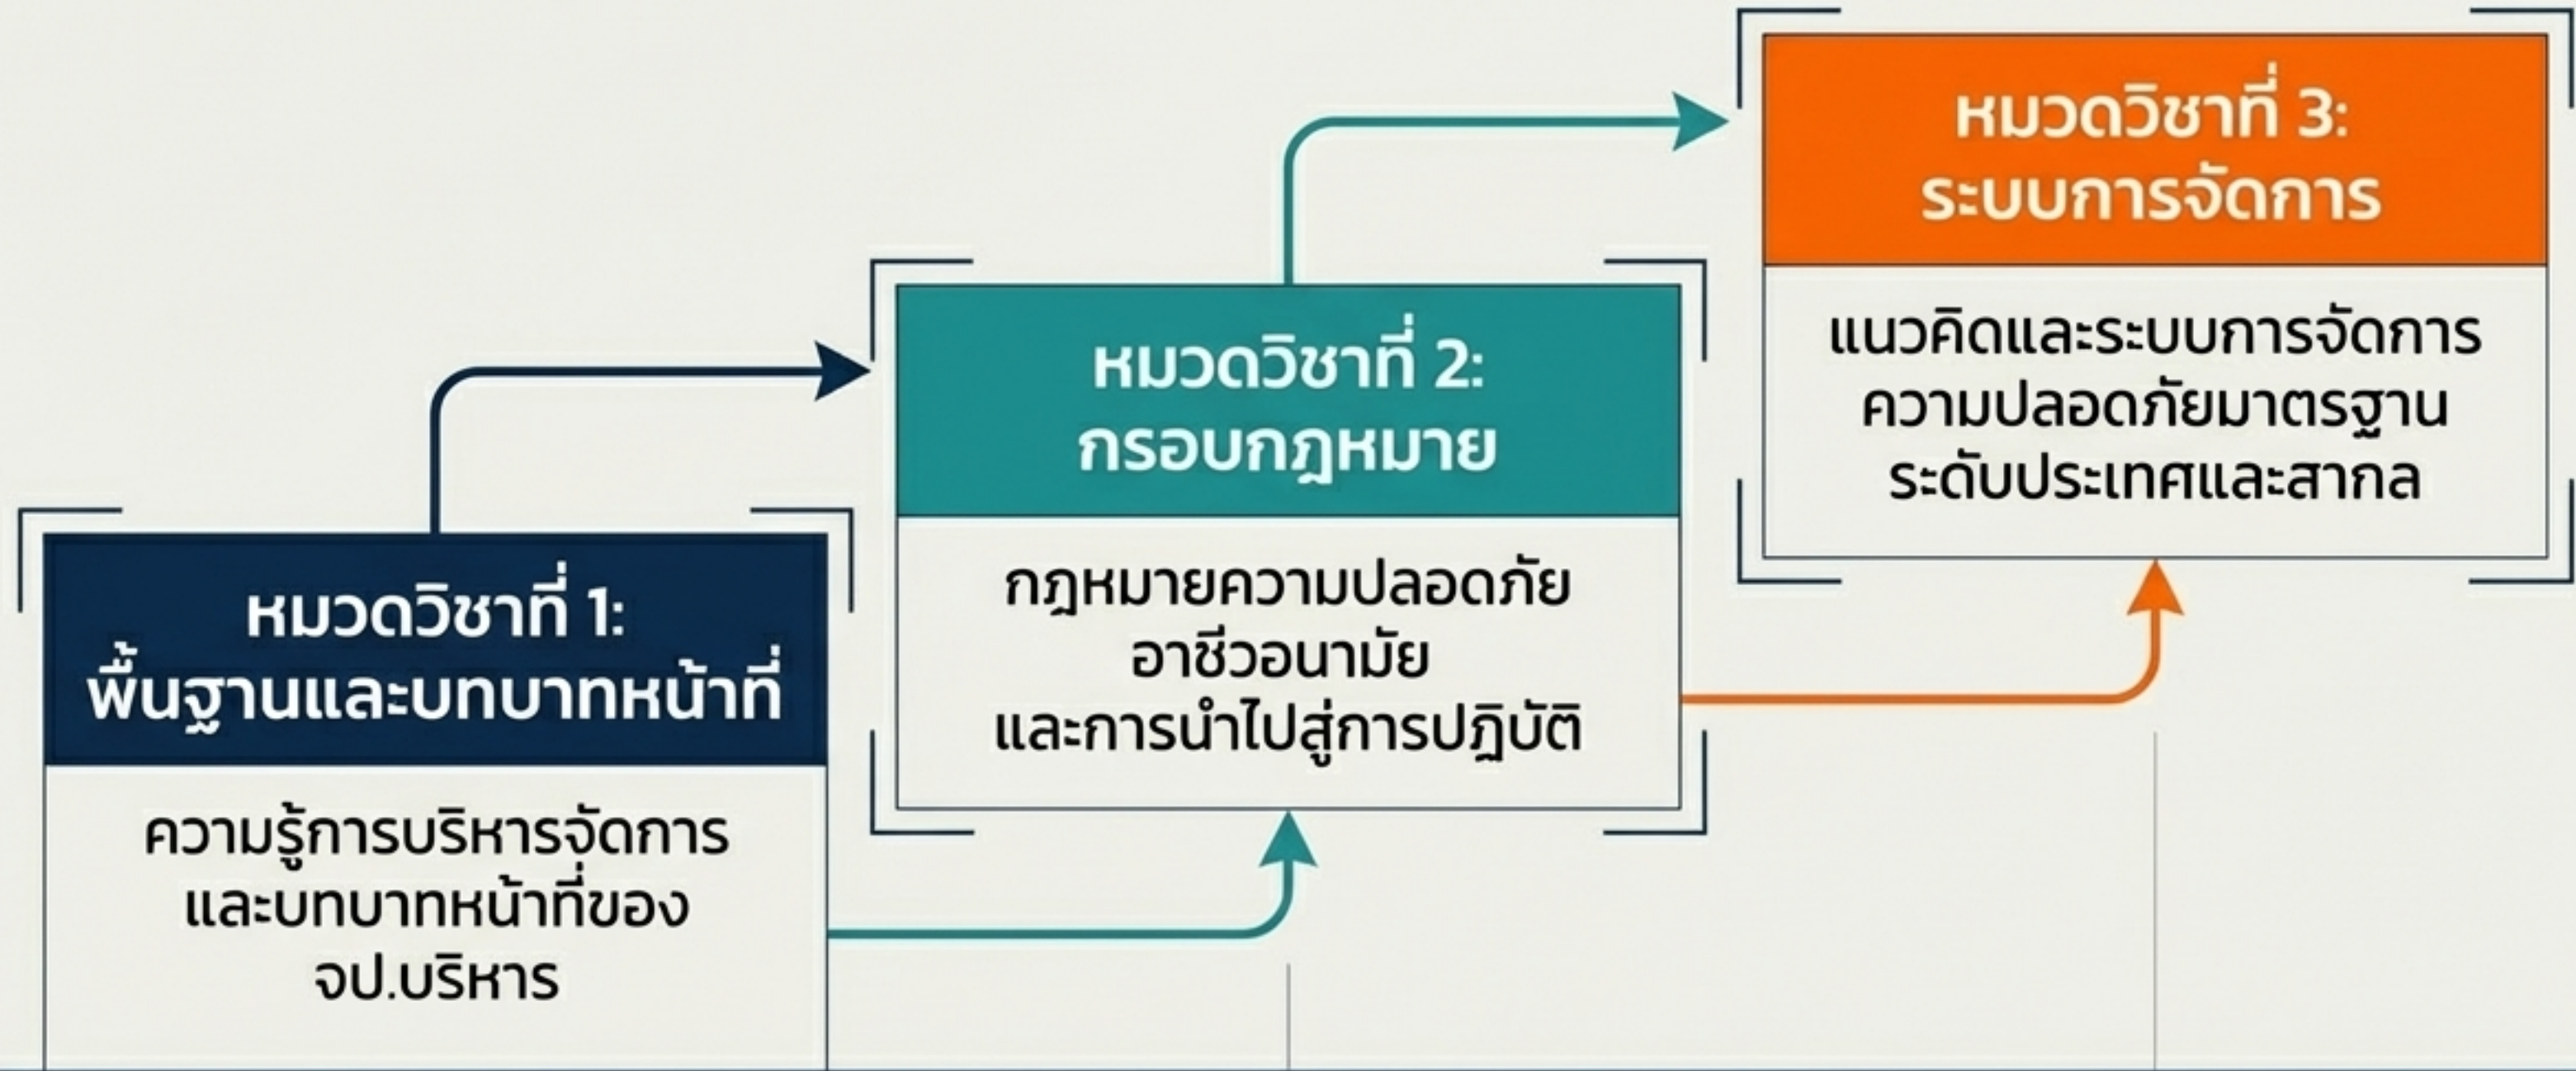 หมวดวิชาที่ 1:
พื้นฐานและบทบาทหน้าที่
ความรู้การบริหารจัดการ
และบทบาทหน้าที่ของ
จป.บริหาร
หมวดวิชาที่ 2:
กรอบกฎหมาย
กฎหมายความปลอดภัย
อาชีวอนามัย
และการนำไปสู่การปฏิบัติ
หมวดวิชาที่ 3:
ระบบการจัดการ
แนวคิดและระบบการจัดการ
ความปลอดภัยมาตรฐาน
ระดับประเทศและสากล